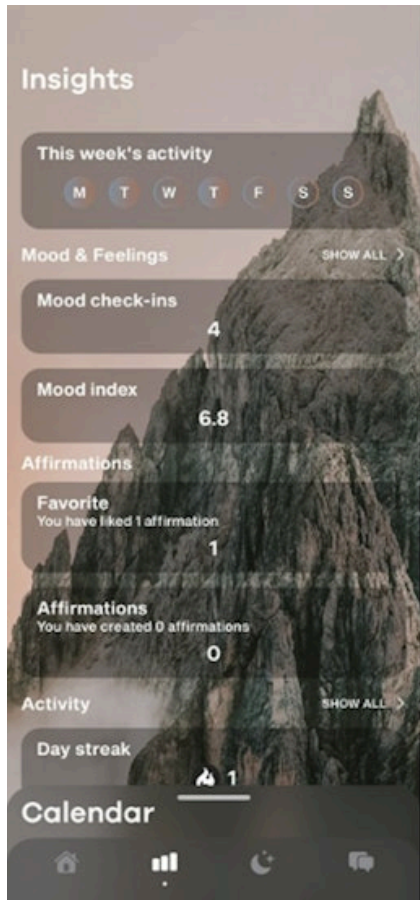 Insights
This week's activity
M T W T F S S
Mood & Feelings SHOW ALL
Mood check-ins
4
Mood index
6.8
Affirmations
Favorite
You have liked 1 affirmation
1
Affirmations
You have created 0 affirmations
0
Activity SHOW ALL
Day streak
1
Calendar